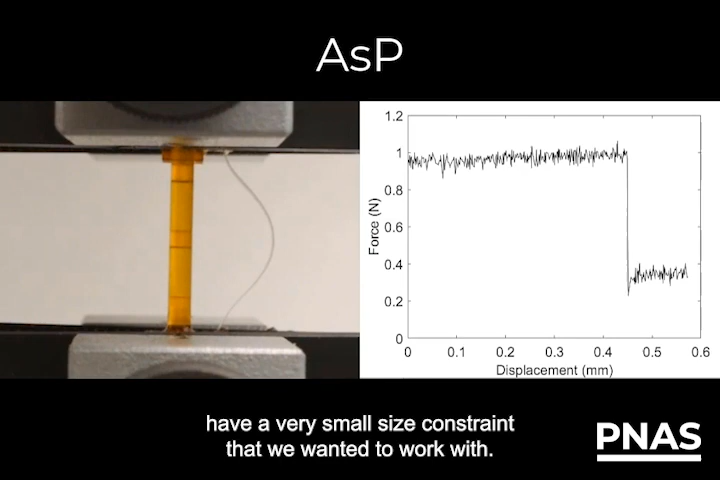 AsP
1.2
1
0.8
0.6
0.4
0.2
0
Force (N)
0 0.1 0.2 0.3 0.4 0.5 0.6
Displacement (mm)
have a very small size constraint
that we wanted to work with.
PNAS